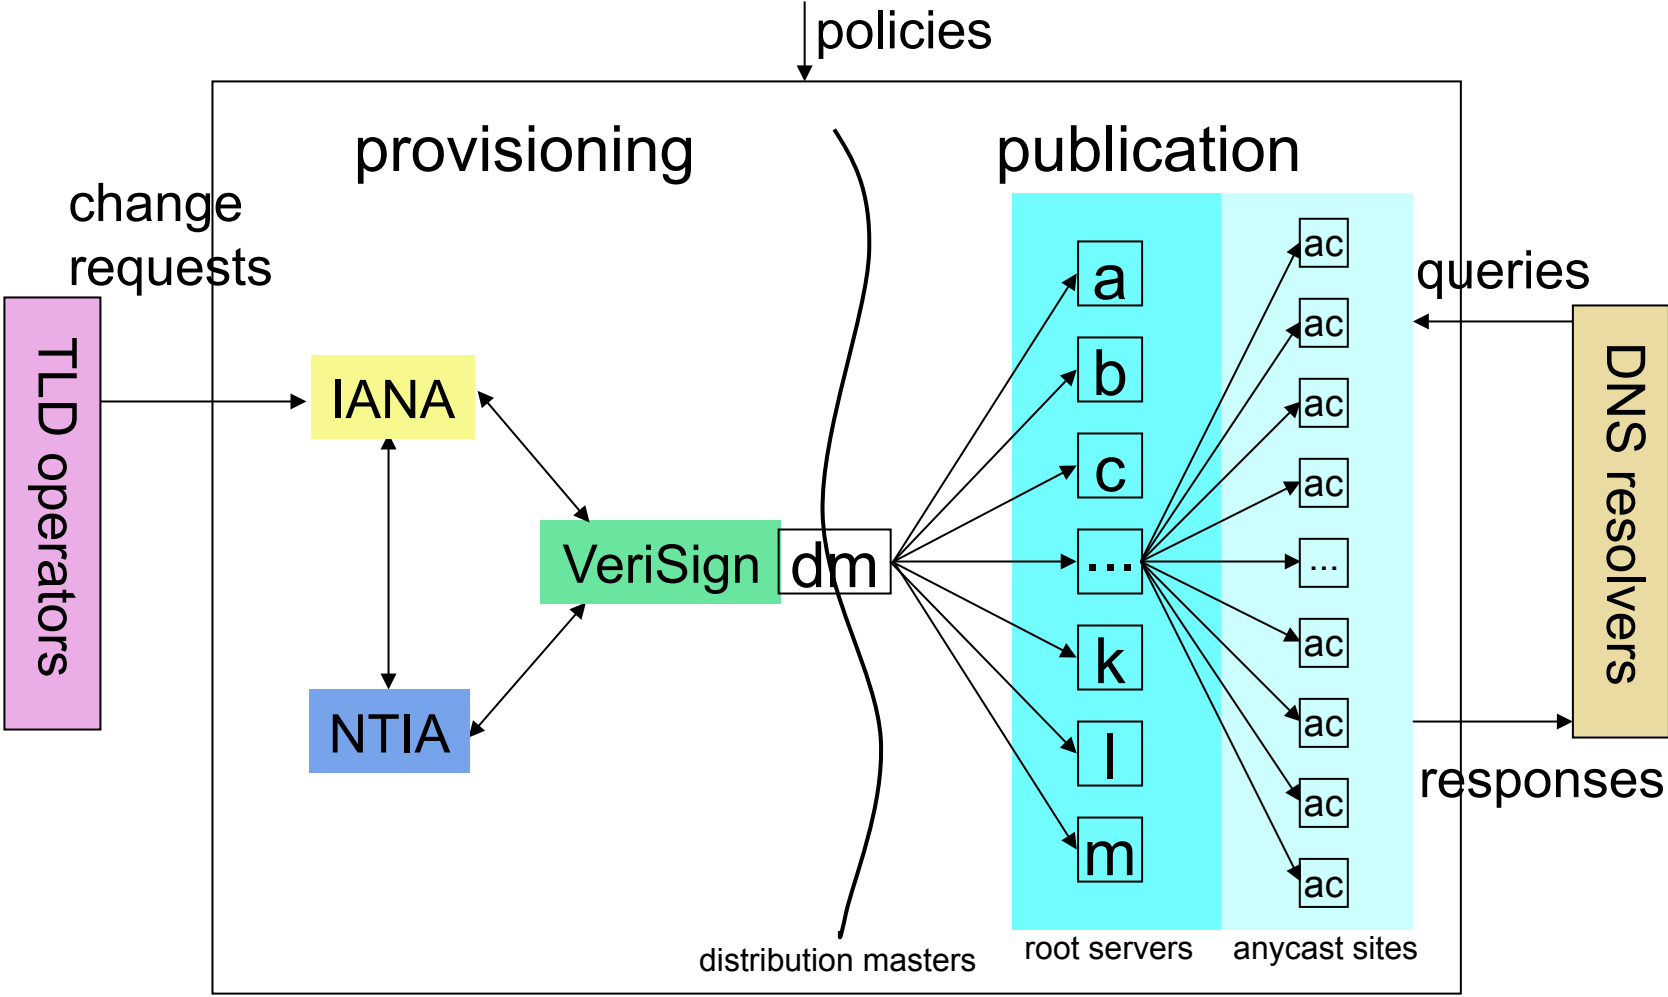 policies
provisioning
publication
change
requests
TLD operators
IANA
NTIA
VeriSign
dm
a
b
c
...
k
l
m
ac
ac
ac
ac
...
ac
ac
ac
ac
queries
DNS resolvers
responses
distribution masters
root servers
anycast sites